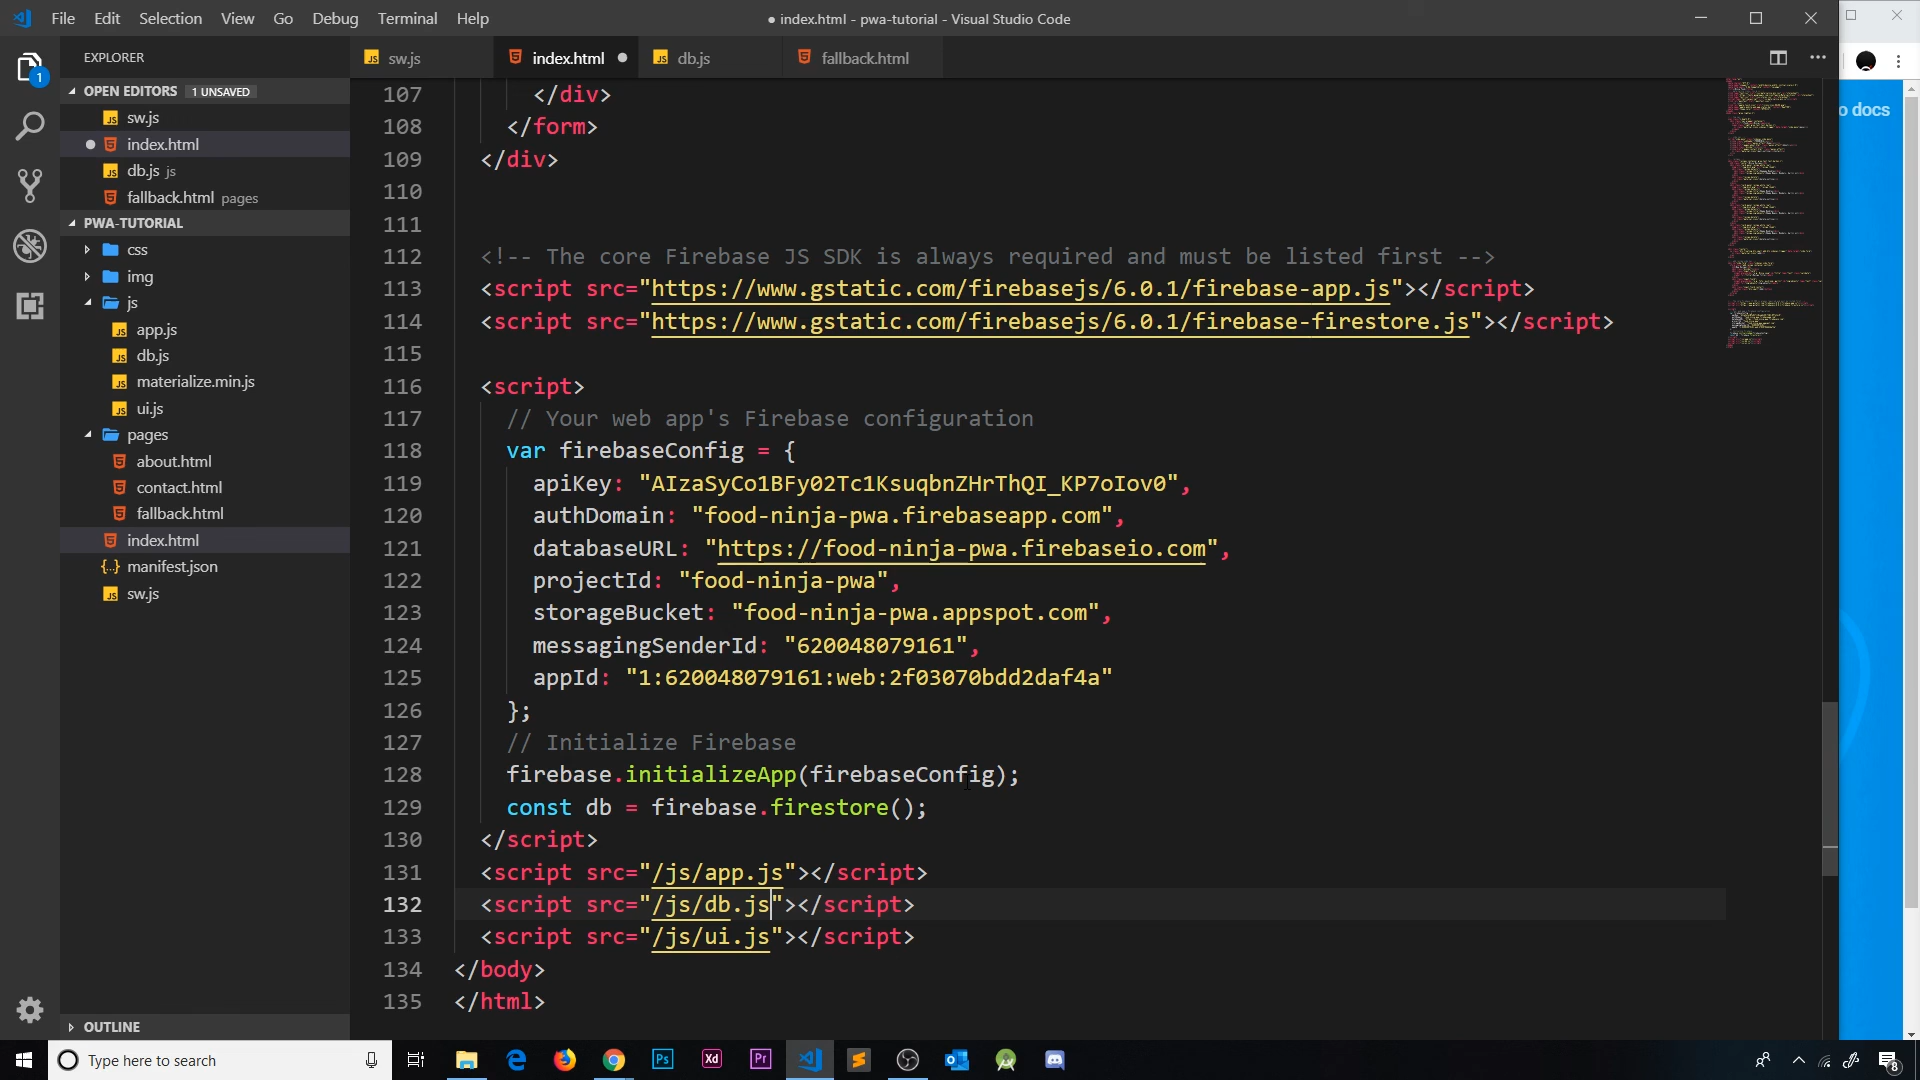 File Edit Selection View Go Debug Terminal Help
● index.html - pwa-tutorial - Visual Studio Code
EXPLORER
OPEN EDITORS 1 UNSAVED
sw.js
index.html
db.js js
fallback.html pages
PWA-TUTORIAL
css
img
js
app.js
db.js
materialize.min.js
ui.js
pages
about.html
contact.html
fallback.html
index.html
manifest.json
sw.js
OUTLINE
1
sw.js index.html db.js fallback.html
107 </div>
108 </form>
109 </div>
110
111
112 <!-- The core Firebase JS SDK is always required and must be listed first -->
113 <script src="https://www.gstatic.com/firebasejs/6.0.1/firebase-app.js"></script>
114 <script src="https://www.gstatic.com/firebasejs/6.0.1/firebase-firestore.js"></script>
115
116 <script>
117 // Your web app's Firebase configuration
118 var firebaseConfig = {
119 apiKey: "AIzaSyCo1BFy02Tc1KsuqbnZHrThQI_KP7oIov0",
120 authDomain: "food-ninja-pwa.firebaseapp.com",
121 databaseURL: "https://food-ninja-pwa.firebaseio.com",
122 projectId: "food-ninja-pwa",
123 storageBucket: "food-ninja-pwa.appspot.com",
124 messagingSenderId: "620048079161",
125 appId: "1:620048079161:web:2f03070bdd2daf4a"
126 };
127 // Initialize Firebase
128 firebase.initializeApp(firebaseConfig);
129 const db = firebase.firestore();
130 </script>
131 <script src="/js/app.js"></script>
132 <script src="/js/db.js"></script>
133 <script src="/js/ui.js"></script>
134 </body>
135 </html>
o docs
Type here to search
Ps Xd Pr
8